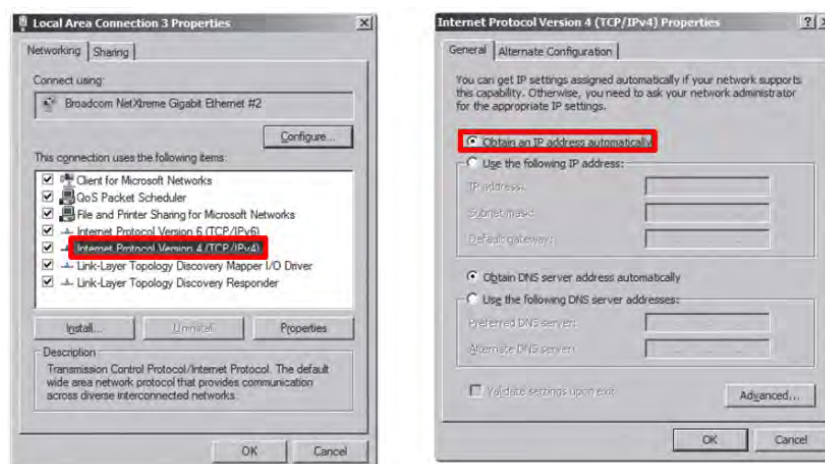 Local Area Connection 3 Properties
Networking
Sharing
Connect using:
Broadcom NetXtreme Gigabit Ethernet #2
Configure...
This connection uses the following items:
Client for Microsoft Networks
QoS Packet Scheduler
File and Printer Sharing for Microsoft Networks
Internet Protocol Version 6 (TCP/IPv6)
Internet Protocol Version 4 (TCP/IPv4)
Link-Layer Topology Discovery Mapper I/O Driver
Link-Layer Topology Discovery Responder
Install...
Uninstall
Properties
Description
Transmission Control Protocol/Internet Protocol. The default
wide area network protocol that provides communication
across diverse interconnected networks.
OK
Cancel
Internet Protocol Version 4 (TCP/IPv4) Properties
General
Alternate Configuration
You can get IP settings assigned automatically if your network supports
this capability. Otherwise, you need to ask your network administrator
for the appropriate IP settings.
Obtain an IP address automatically
Use the following IP address:
IP address:
Subnet mask:
Default gateway:
Obtain DNS server address automatically
Use the following DNS server addresses:
Preferred DNS server:
Alternate DNS server:
Validate settings upon exit
Advanced...
OK
Cancel